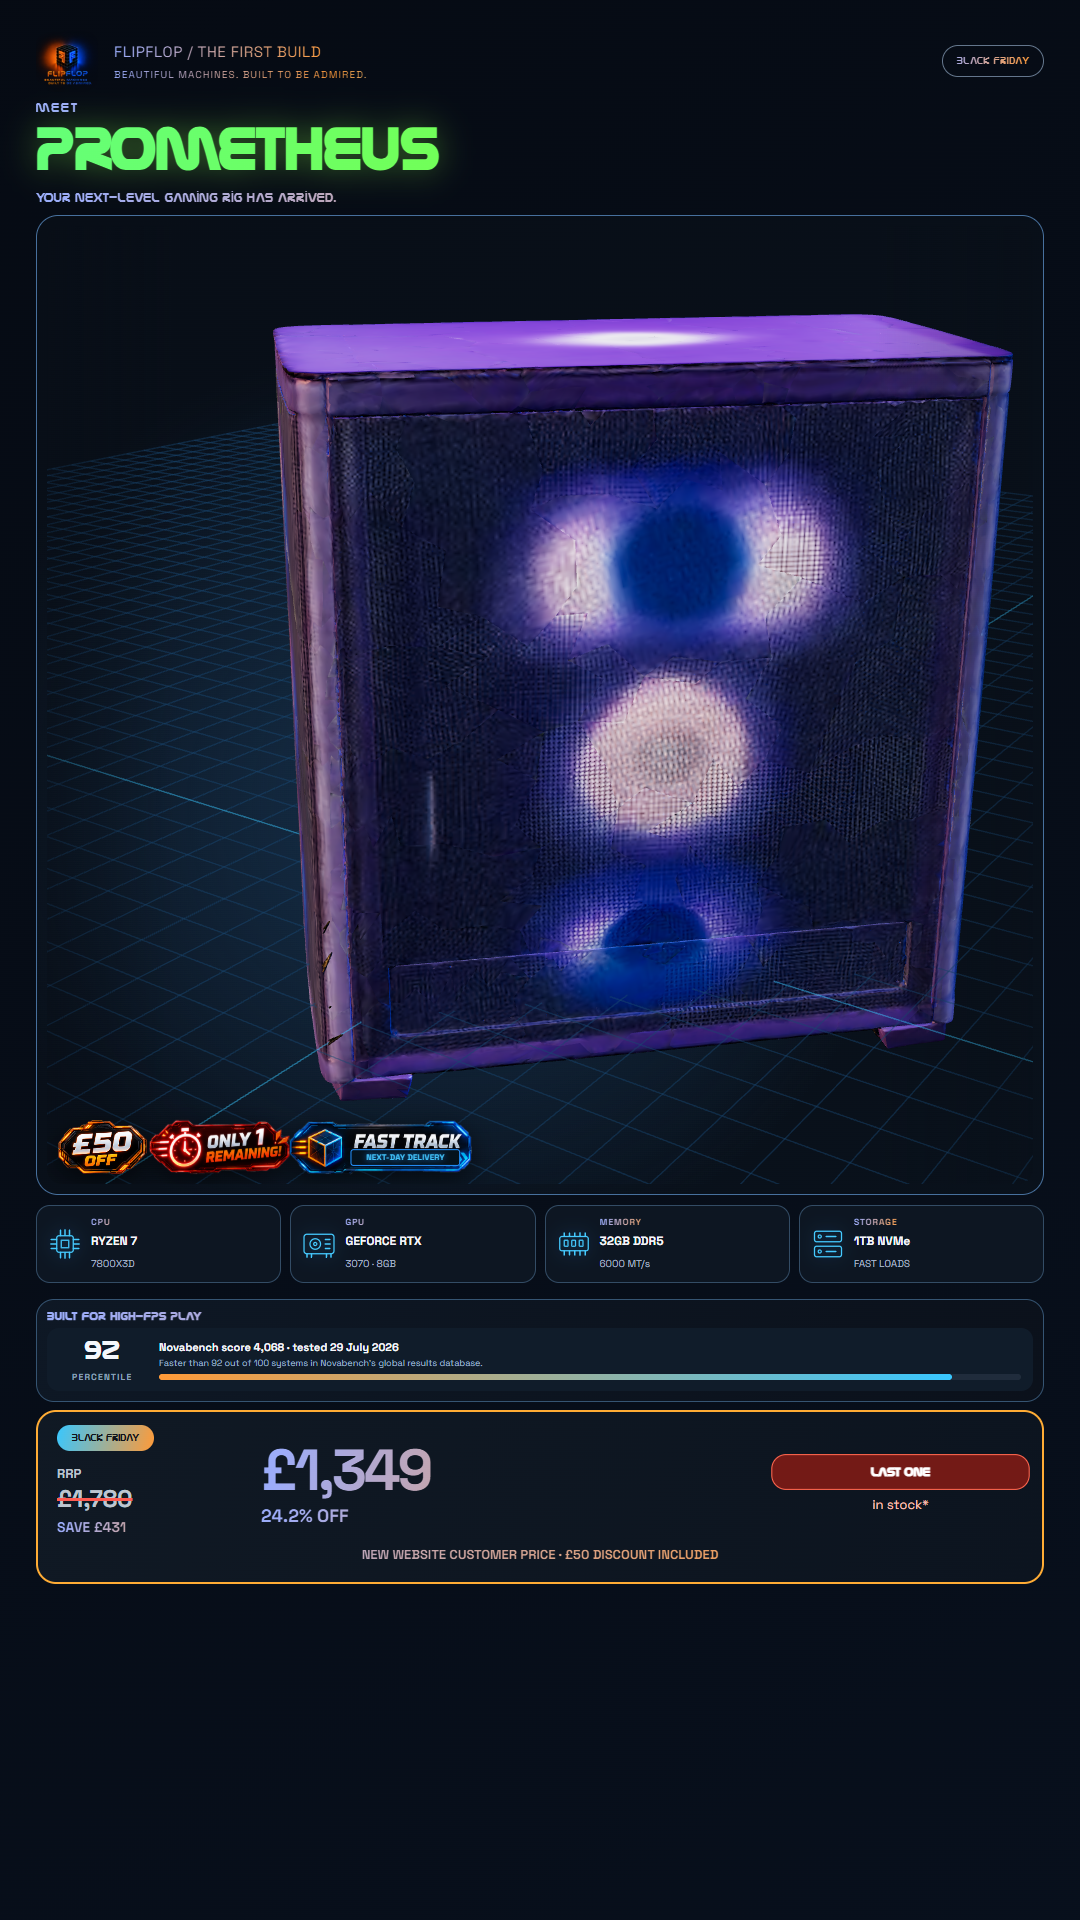 FLIPFLOP
FLIPFLOP / THE FIRST BUILD
BEAUTIFUL MACHINES. BUILT TO BE ADMIRED.
BLACK FRIDAY
MEET
PROMETHEUS
YOUR NEXT-LEVEL GAMING RIG HAS ARRIVED.
£50
OFF
ONLY 1
REMAINING!
FAST TRACK
NEXT-DAY DELIVERY
CPU
RYZEN 7
7800X3D
GPU
GEFORCE RTX
3070 · 8GB
MEMORY
32GB DDR5
6000 MT/s
STORAGE
1TB NVMe
FAST LOADS
BUILT FOR HIGH-FPS PLAY
92
PERCENTILE
Novabench score 4,068 · tested 29 July 2026
Faster than 92 out of 100 systems in Novabench's global results database.
BLACK FRIDAY
RRP
£1,780
SAVE £431
£1,349
24.2% OFF
LAST ONE
in stock*
NEW WEBSITE CUSTOMER PRICE · £50 DISCOUNT INCLUDED